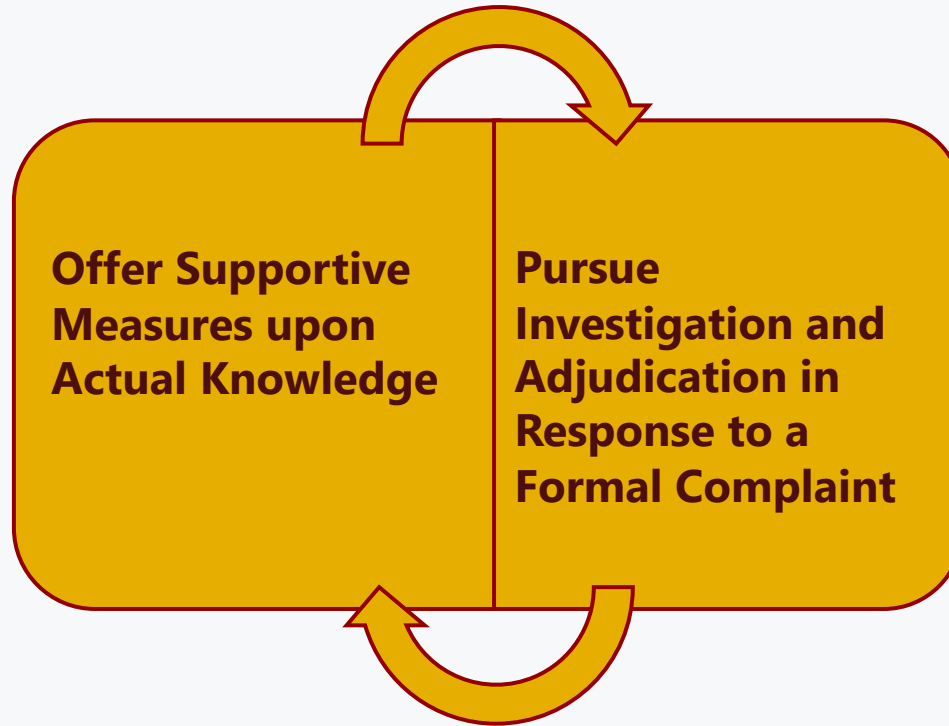 Offer Supportive
Measures upon
Actual Knowledge
Pursue
Investigation and
Adjudication in
Response to a
Formal Complaint